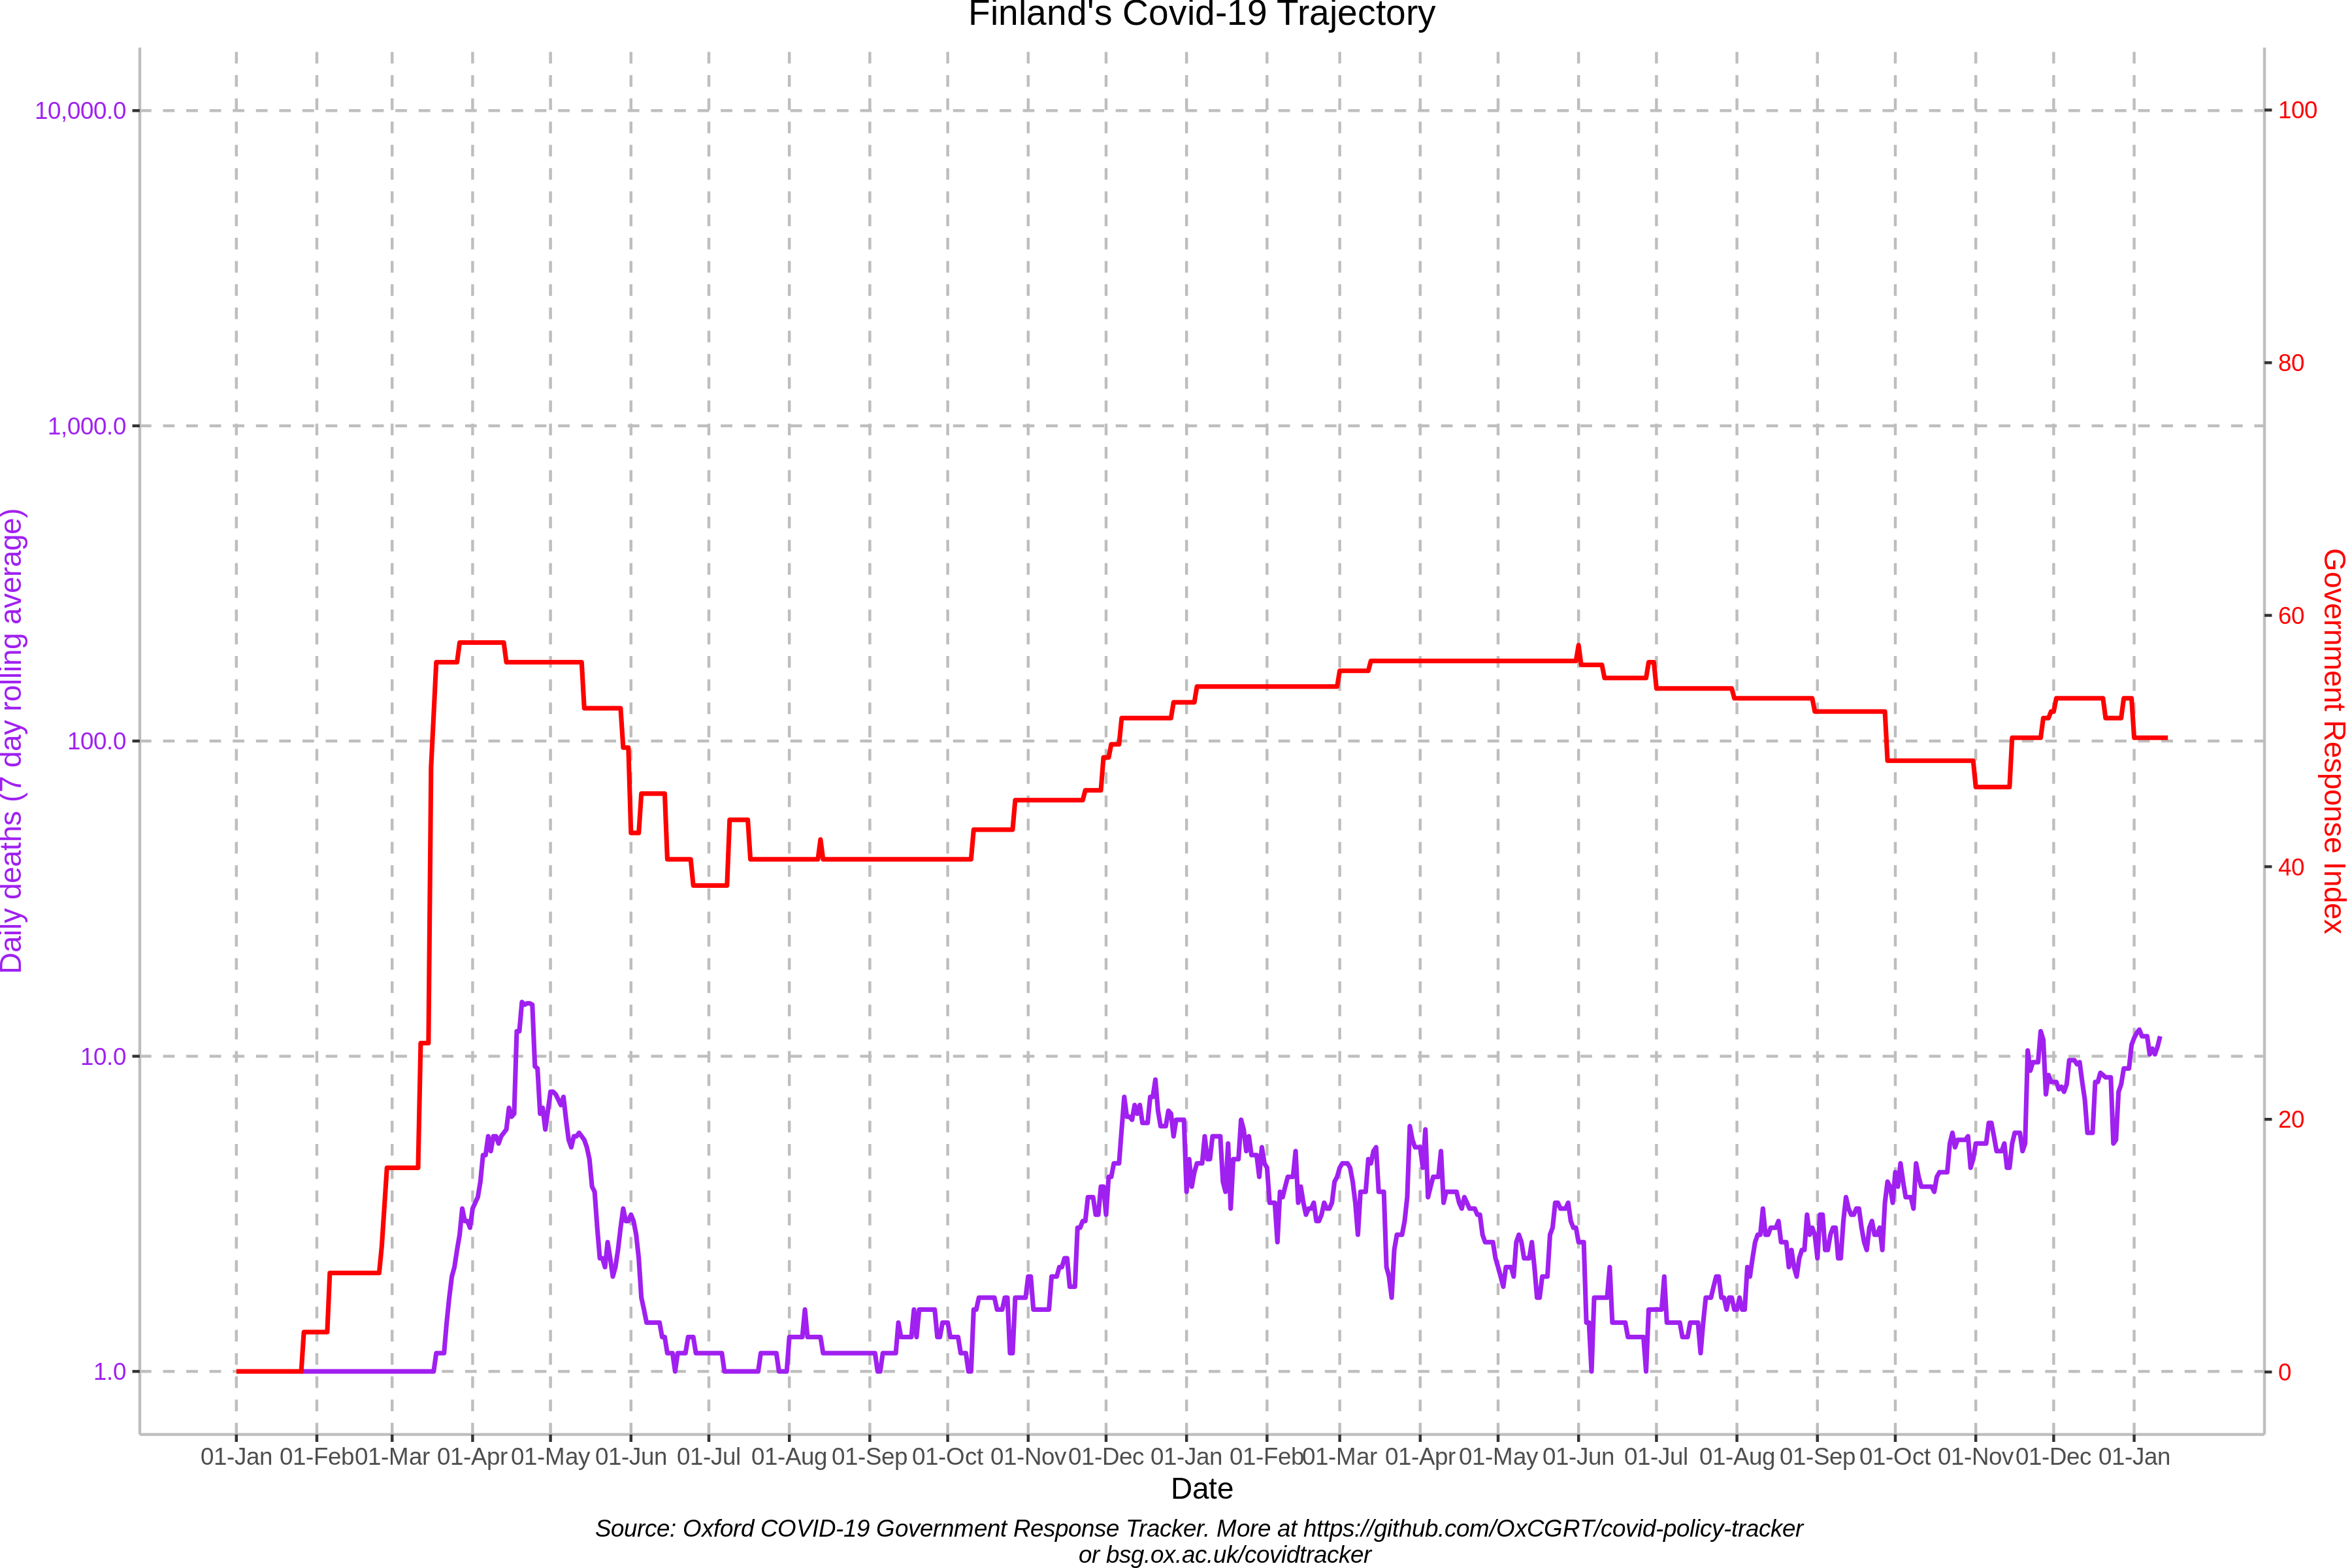 Finland's Covid-19 Trajectory
10,000.0
1,000.0
100.0
10.0
1.0
Daily deaths (7 day rolling average)
100
80
60
40
20
0
Government Response Index
01-Jan 01-Feb 01-Mar 01-Apr 01-May 01-Jun 01-Jul 01-Aug 01-Sep 01-Oct 01-Nov 01-Dec 01-Jan 01-Feb 01-Mar 01-Apr 01-May 01-Jun 01-Jul 01-Aug 01-Sep 01-Oct 01-Nov 01-Dec 01-Jan
Date
Source: Oxford COVID-19 Government Response Tracker. More at https://github.com/OxCGRT/covid-policy-tracker
or bsg.ox.ac.uk/covidtracker